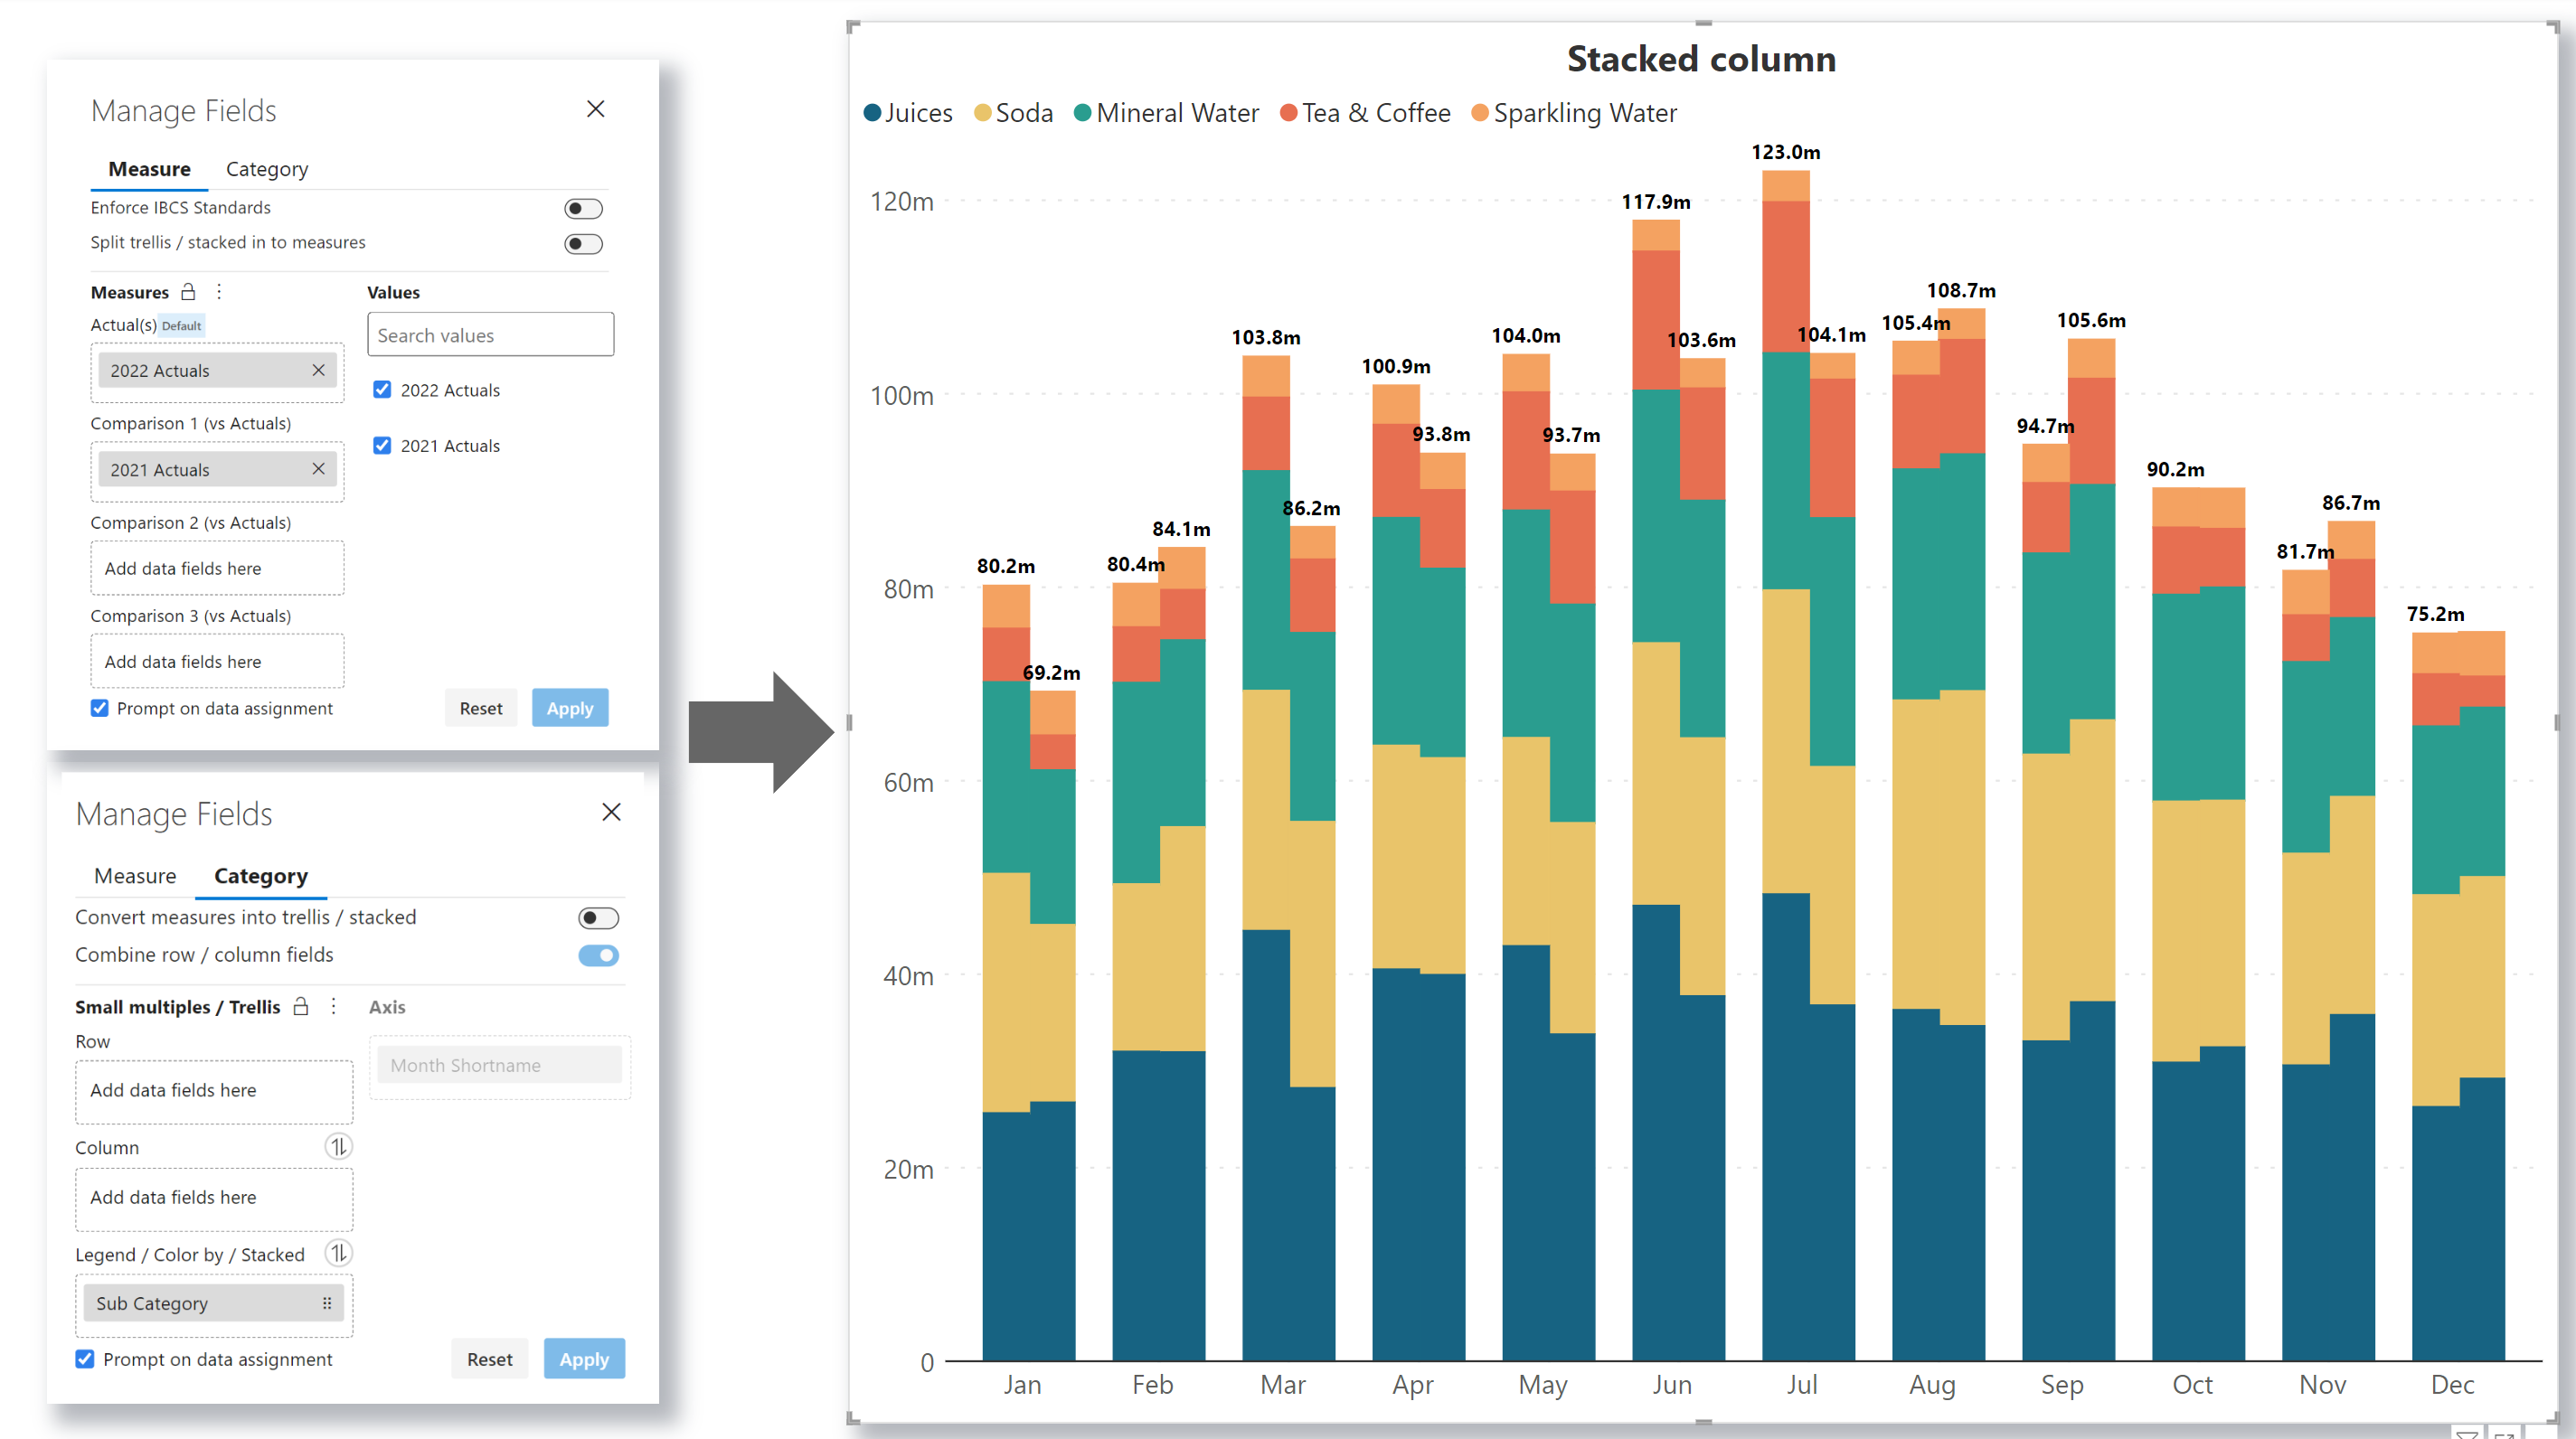 Manage Fields
Measure Category
Enforce IBCS Standards
Split trellis / stacked in to measures
Measures Values
Actual(s) Default
Search values
2022 Actuals
2022 Actuals
Comparison 1 (vs Actuals)
2021 Actuals
2021 Actuals
Comparison 2 (vs Actuals)
Add data fields here
Comparison 3 (vs Actuals)
Add data fields here
Prompt on data assignment Reset Apply
Manage Fields
Measure Category
Convert measures into trellis / stacked
Combine row / column fields
Small multiples / Trellis Axis
Row
Month Shortname
Add data fields here
Column
Add data fields here
Legend / Color by / Stacked
Sub Category
Prompt on data assignment Reset Apply
Stacked column
Juices Soda Mineral Water Tea & Coffee Sparkling Water
120m
100m
80m
60m
40m
20m
0
80.2m 69.2m
80.4m 84.1m
103.8m 86.2m
100.9m 93.8m
104.0m 93.7m
117.9m 103.6m
123.0m 104.1m
105.4m 108.7m
94.7m 105.6m
90.2m
81.7m 86.7m
75.2m
Jan Feb Mar Apr May Jun Jul Aug Sep Oct Nov Dec